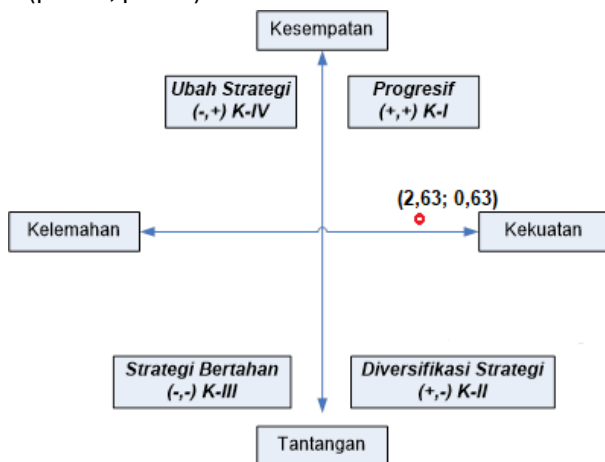 Kesempatan
Ubah Strategi
(-,+) K-IV
Progresif
(+,+) K-I
(2,63; 0,63)
Kelemahan
Kekuatan
Strategi Bertahan
(-,-) K-III
Diversifikasi Strategi
(+,-) K-II
Tantangan